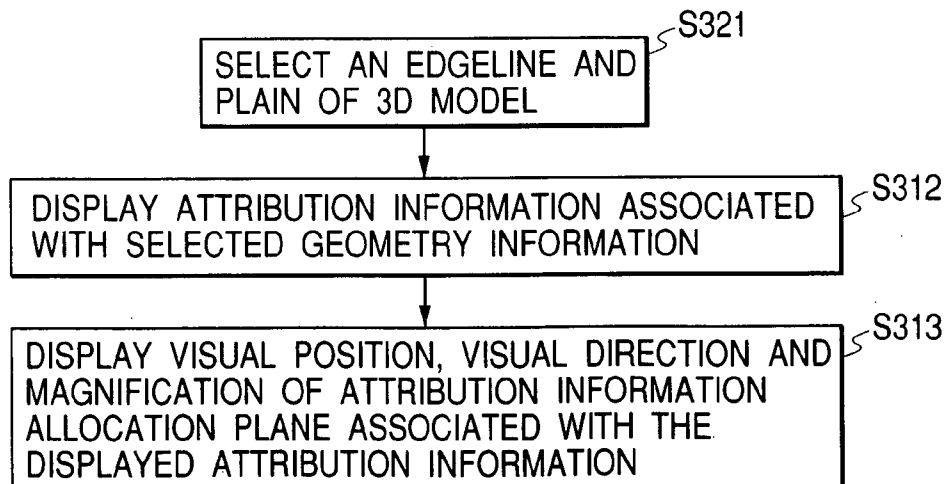 S321
SELECT AN EDGELINE AND
PLAIN OF 3D MODEL
S312
DISPLAY ATTRIBUTION INFORMATION ASSOCIATED
WITH SELECTED GEOMETRY INFORMATION
S313
DISPLAY VISUAL POSITION, VISUAL DIRECTION AND
MAGNIFICATION OF ATTRIBUTION INFORMATION
ALLOCATION PLANE ASSOCIATED WITH THE
DISPLAYED ATTRIBUTION INFORMATION